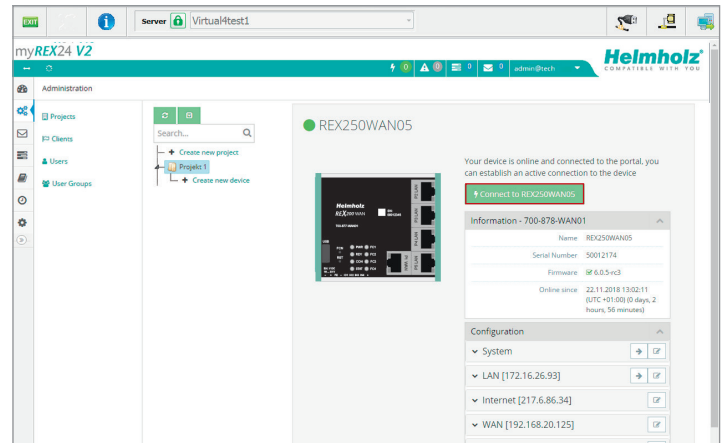 EXIT
Server
Virtual4test1
myREX24 V2
0
0
0
0
admin@tech
Helmholz
COMPATIBLE WITH YOU
Administration
Projects
Clients
Users
User Groups
Search...
Create new project
Projekt 1
Create new device
REX250WAN05
Helmholz
REX200 WAN
Your device is online and connected to the portal, you
can establish an active connection to the device
Connect to REX250WAN05
Information - 700-878-WAN01
Name REX250WAN05
Serial Number 50012174
Firmware 6.0.5-rc3
Online since 22.11.2018 13:02:11
(UTC +01:00) (0 days, 2
hours, 56 minutes)
Configuration
System
LAN [172.16.26.93]
Internet [217.6.86.34]
WAN [192.168.20.125]